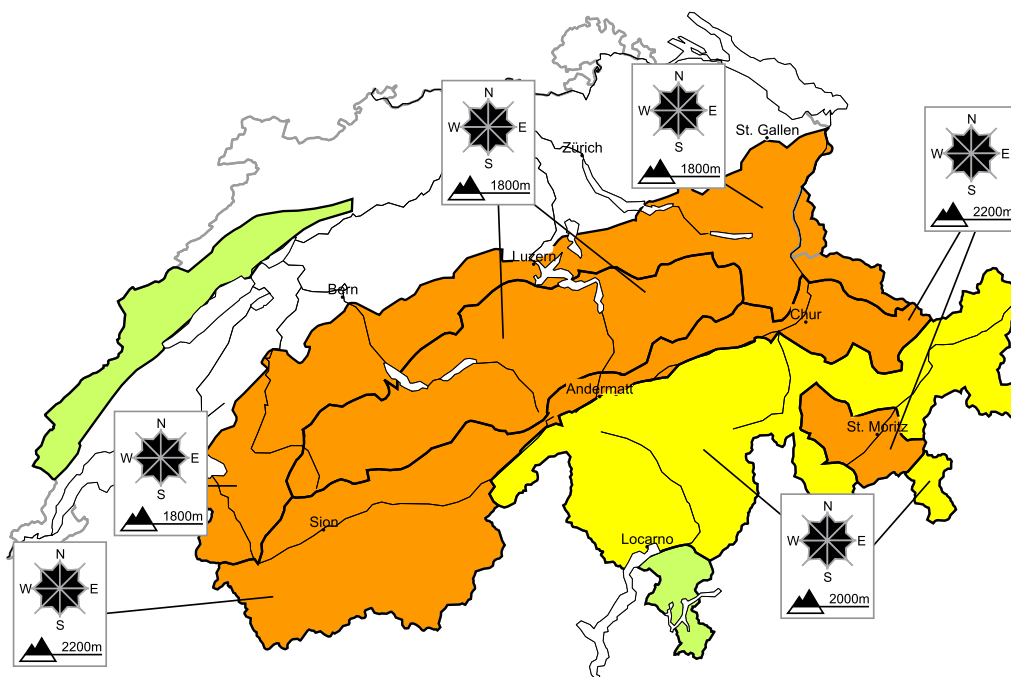 N
W E
S
1800m
N
W E
S
1800m
N
W E
S
2200m
St. Gallen
Zürich
Luzern
Bern
Chur
Andermatt
St. Moritz
N
W E
S
1800m
Sion
Locarno
N
W E
S
2000m
N
W E
S
2200m